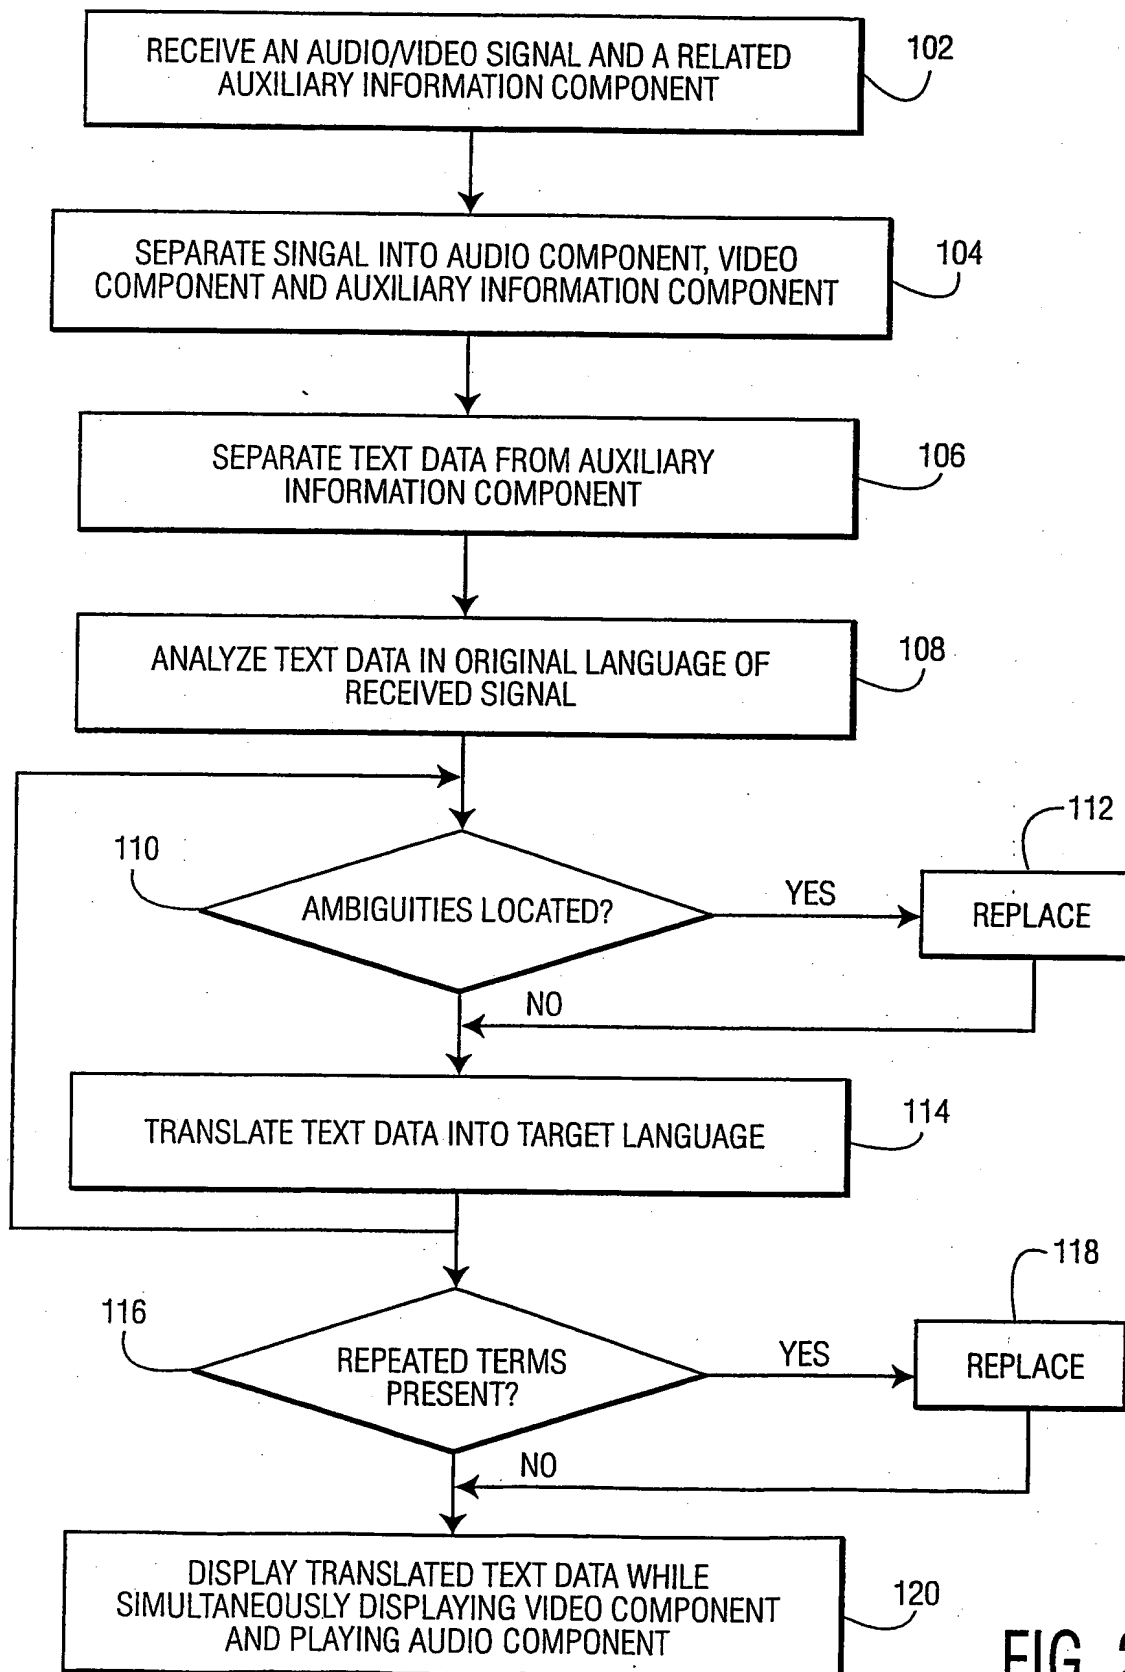 RECEIVE AN AUDIO/VIDEO SIGNAL AND A RELATED
AUXILIARY INFORMATION COMPONENT
102
SEPARATE SINGAL INTO AUDIO COMPONENT, VIDEO
COMPONENT AND AUXILIARY INFORMATION COMPONENT
104
SEPARATE TEXT DATA FROM AUXILIARY
INFORMATION COMPONENT
106
ANALYZE TEXT DATA IN ORIGINAL LANGUAGE OF
RECEIVED SIGNAL
108
110
AMBIGUITIES LOCATED?
YES
112
REPLACE
NO
TRANSLATE TEXT DATA INTO TARGET LANGUAGE
114
116
REPEATED TERMS
PRESENT?
YES
118
REPLACE
NO
DISPLAY TRANSLATED TEXT DATA WHILE
SIMULTANEOUSLY DISPLAYING VIDEO COMPONENT
AND PLAYING AUDIO COMPONENT
120
FIG.